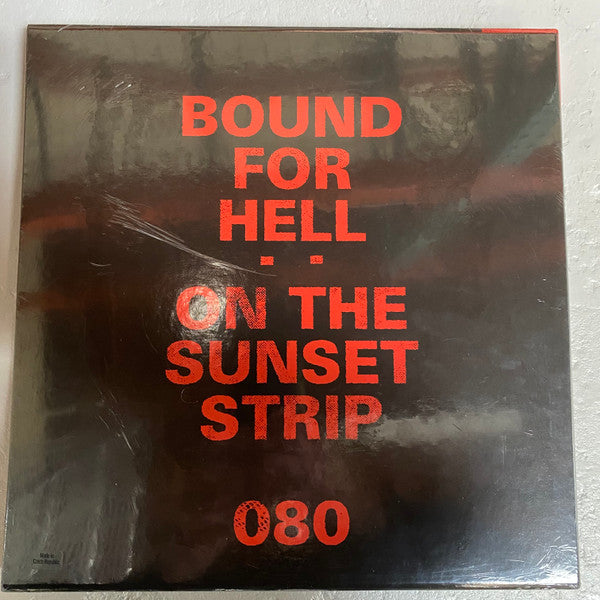 BOUND
FOR
HELL
ON THE
SUNSET
STRIP
080
Made in
Czech Republic